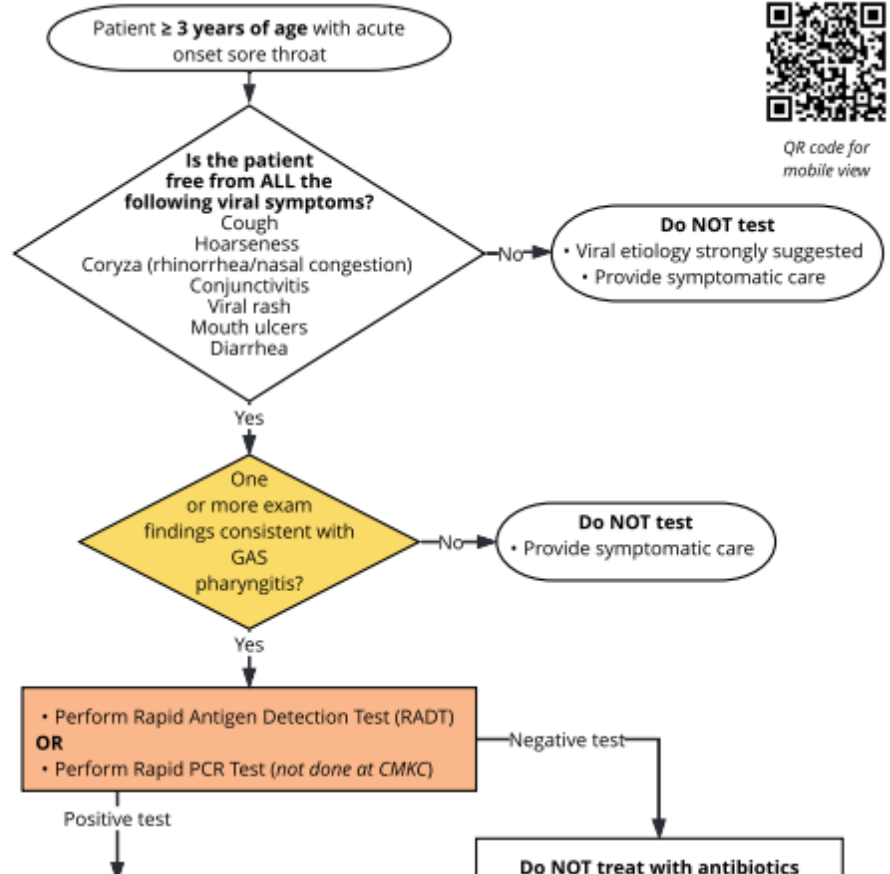 Patient ≥ 3 years of age with acute
onset sore throat
QR code for
mobile view
Is the patient
free from ALL the
following viral symptoms?
Cough
Hoarseness
Coryza (rhinorrhea/nasal congestion)
Conjunctivitis
Viral rash
Mouth ulcers
Diarrhea
No
Do NOT test
• Viral etiology strongly suggested
• Provide symptomatic care
Yes
One
or more exam
findings consistent with
GAS
pharyngitis?
No
Do NOT test
• Provide symptomatic care
Yes
• Perform Rapid Antigen Detection Test (RADT)
OR
• Perform Rapid PCR Test (not done at CMKC)
Negative test
Positive test
Do NOT treat with antibiotics